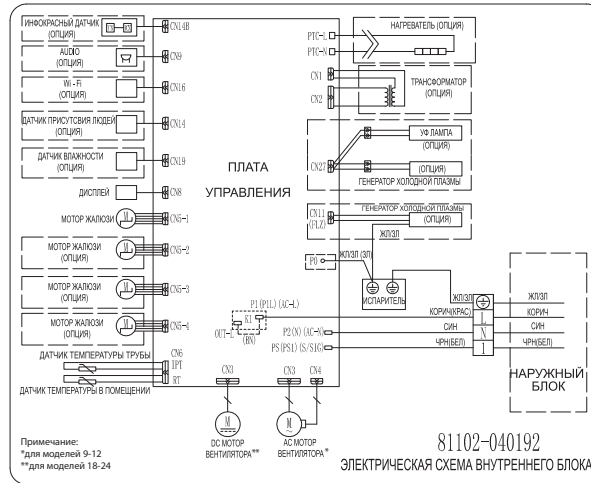 ИНФОКРАСНЫЙ ДАТЧИК
(ОПЦИЯ)
CN14B
AUDIO
(ОПЦИЯ)
CN9
Wi - Fi
(ОПЦИЯ)
CN16
ДАТЧИК ПРИСУТСВИЯ ЛЮДЕЙ
(ОПЦИЯ)
CN14
ДАТЧИК ВЛАЖНОСТИ
(ОПЦИЯ)
CN19
ДИСПЛЕЙ
CN8
МОТОР ЖАЛЮЗИ
M
CN5-1
МОТОР ЖАЛЮЗИ
(ОПЦИЯ)
M
CN5-2
МОТОР ЖАЛЮЗИ
(ОПЦИЯ)
M
CN5-3
МОТОР ЖАЛЮЗИ
(ОПЦИЯ)
M
CN5-4
ДАТЧИК ТЕМПЕРАТУРЫ ТРУБЫ
CN6
IPT
RT
ДАТЧИК ТЕМПЕРАТУРЫ В ПОМЕЩЕНИИ
ПЛАТА
УПРАВЛЕНИЯ
PTC-L
PTC-N
НАГРЕВАТЕЛЬ (ОПЦИЯ)
CN1
CN2
ТРАНСФОРМАТОР
(ОПЦИЯ)
CN27
УФ ЛАМПА
(ОПЦИЯ)
(ОПЦИЯ)
ГЕНЕРАТОР ХОЛОДНОЙ ПЛАЗМЫ
CN11
(FLZ)
ГЕНЕРАТОР ХОЛОДНОЙ ПЛАЗМЫ
(ОПЦИЯ)
ЖЛ/ЗЛ
P0
ЖЛ/ЗЛ (ЗЛ)
ИСПАРИТЕЛЬ
P1(P1L)(AC-L)
K1
OUT-L
(BN)
P2(N)(AC-N)
PS(PS1)(S/SIG)
ЖЛ/ЗЛ
ЖЛ/ЗЛ
КОРИЧ(КРАС)
L
КОРИЧ
СИН
N
СИН
ЧРН(БЕЛ)
1
ЧРН(БЕЛ)
НАРУЖНЫЙ
БЛОК
CN3
CN3
CN4
M
DC МОТОР
ВЕНТИЛЯТОРА**
M
AC МОТОР
ВЕНТИЛЯТОРА*
Примечание:
*для моделей 9-12
**для моделей 18-24
81102-040192
ЭЛЕКТРИЧЕСКАЯ СХЕМА ВНУТРЕННЕГО БЛОКА